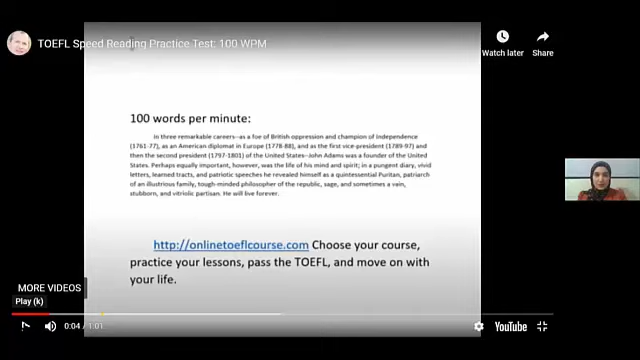 TOEFL Speed Reading Practice Test: 100 WPM
Watch later
Share
100 words per minute:
In three remarkable careers--as a foe of British oppression and champion of Independence
(1761-77), as an American diplomat in Europe (1778-88), and as the first vice-president (1789-97) and
then the second president (1797-1801) of the United States--John Adams was a founder of the United
States. Perhaps equally important, however, was the life of his mind and spirit; in a pungent diary, vivid
letters, learned tracts, and patriotic speeches he revealed himself as a quintessential Puritan, patriarch
of an illustrious family, tough-minded philosopher of the republic, sage, and sometimes a vain,
stubborn, and vitriolic partisan. He will live forever.
http://onlinetoeflcourse.com Choose your course,
practice your lessons, pass the TOEFL, and move on with
your life.
MORE VIDEOS
Play (k)
0:04 / 1:01
YouTube